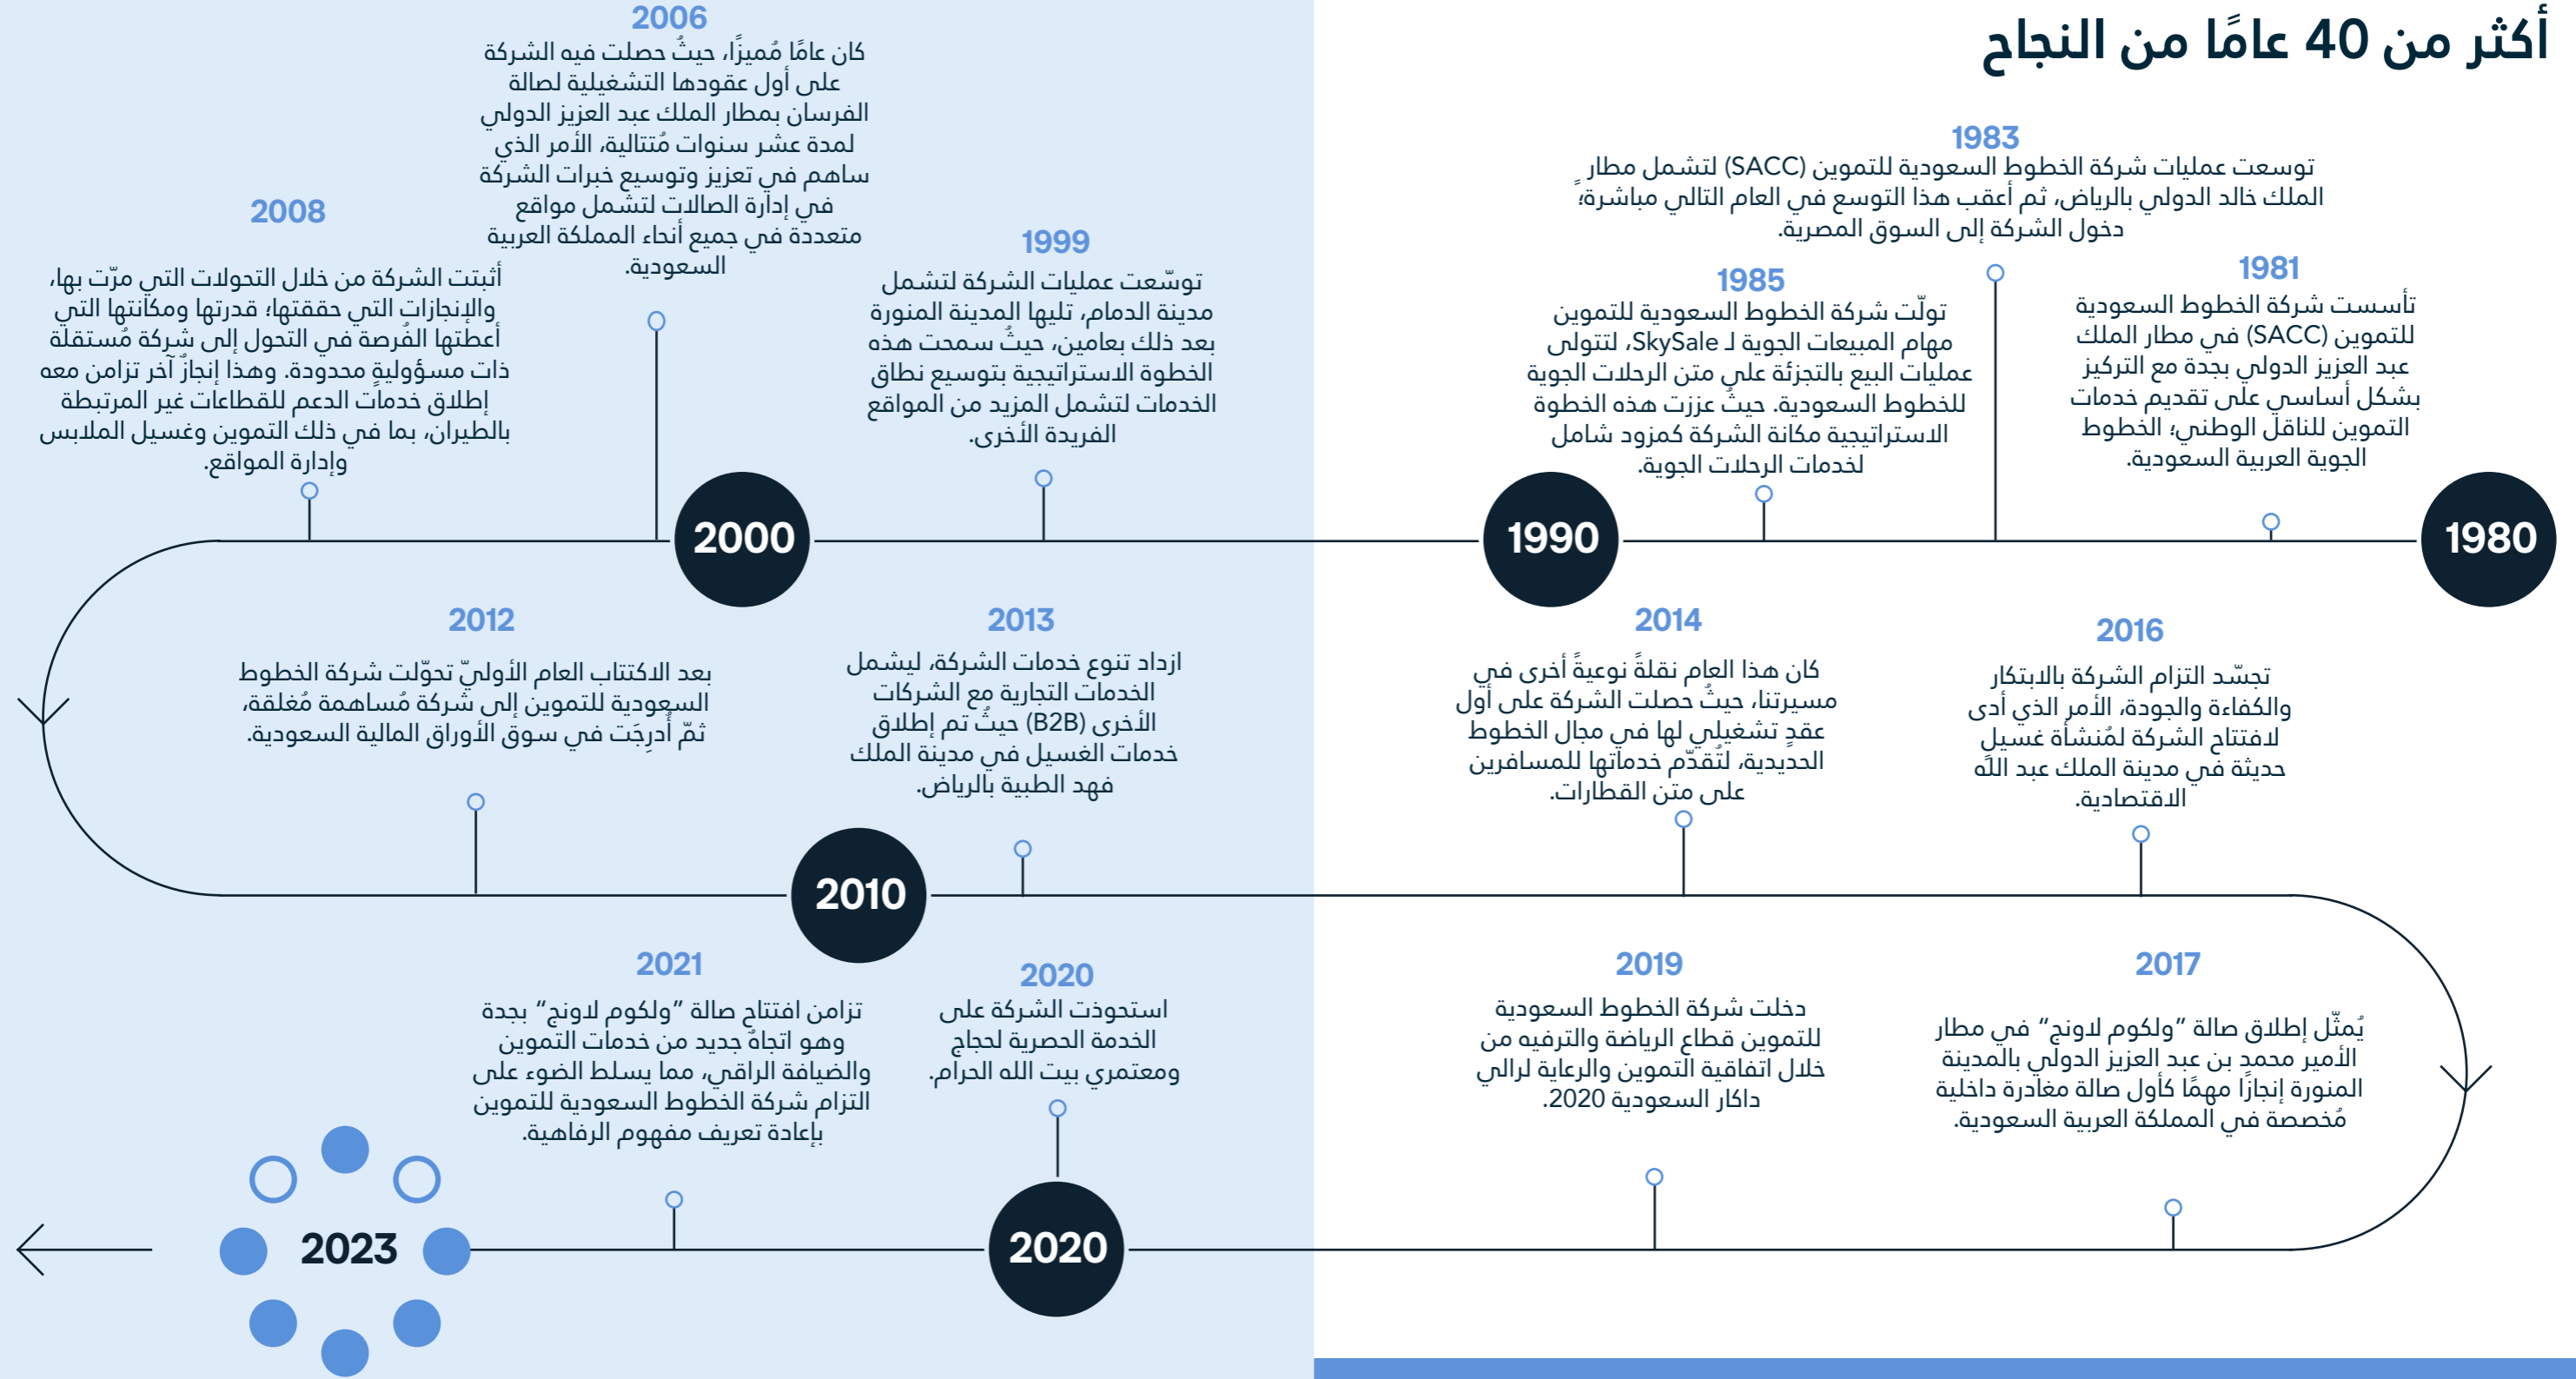 أكثر من 40 عامًا من النجاح
1980
1981
تأسست شركة الخطوط السعودية
للتموين (SACC) في مطار الملك
عبد العزيز الدولي بجدة مع التركيز
بشكل أساسي على تقديم خدمات
التموين للناقل الوطني؛ الخطوط
الجوية العربية السعودية.
1983
توسعت عمليات شركة الخطوط السعودية للتموين (SACC) لتشمل مطار
الملك خالد الدولي بالرياض، ثم أعقب هذا التوسع في العام التالي مباشرةً؛
دخول الشركة إلى السوق المصرية.
1985
تولّت شركة الخطوط السعودية للتموين
مهام المبيعات الجوية لـ SkySale، لتتولى
عمليات البيع بالتجزئة على متن الرحلات الجوية
للخطوط السعودية. حيثُ عززت هذه الخطوة
الاستراتيجية مكانة الشركة كمزود شامل
لخدمات الرحلات الجوية.
1990
1999
توسّعت عمليات الشركة لتشمل
مدينة الدمام، تليها المدينة المنورة
بعد ذلك بعامين، حيثُ سمحت هذه
الخطوة الاستراتيجية بتوسيع نطاق
الخدمات لتشمل المزيد من المواقع
الفريدة الأخرى.
2000
2006
كان عامًا مُميزًا، حيثُ حصلت فيه الشركة
على أول عقودها التشغيلية لصالة
الفرسان بمطار الملك عبد العزيز الدولي
لمدة عشر سنوات مُتتالية، الأمر الذي
ساهم في تعزيز وتوسيع خبرات الشركة
في إدارة الصالات لتشمل مواقع
متعددة في جميع أنحاء المملكة العربية
السعودية.
2008
أثبتت الشركة من خلال التحولات التي مرّت بها،
والإنجازات التي حققتها؛ قدرتها ومكانتها التي
أعطتها الفُرصة في التحول إلى شركة مُستقلة
ذات مسؤوليةٍ محدودة. وهذا إنجازٌ آخر تزامن معه
إطلاق خدمات الدعم للقطاعات غير المرتبطة
بالطيران، بما في ذلك التموين وغسيل الملابس
وإدارة المواقع.
2012
بعد الاكتتاب العام الأوليّ تحوّلت شركة الخطوط
السعودية للتموين إلى شركة مُساهمة مُغلقة،
ثمّ أُدرِجَت في سوق الأوراق المالية السعودية.
2010
2013
ازداد تنوع خدمات الشركة، ليشمل
الخدمات التجارية مع الشركات
الأخرى (B2B) حيثُ تم إطلاق
خدمات الغسيل في مدينة الملك
فهد الطبية بالرياض.
2014
كان هذا العام نقلةً نوعيةً أخرى في
مسيرتنا، حيثُ حصلت الشركة على أول
عقدٍ تشغيلي لها في مجال الخطوط
الحديدية، لتُقدّم خدماتها للمسافرين
على متن القطارات.
2016
تجسّد التزام الشركة بالابتكار
والكفاءة والجودة، الأمر الذي أدى
لافتتاح الشركة لمُنشأة غسيلٍ
حديثة في مدينة الملك عبد الله
الاقتصادية.
2017
يُمثّل إطلاق صالة ”ولكوم لاونج“ في مطار
الأمير محمد بن عبد العزيز الدولي بالمدينة
المنورة إنجازًا مهمًا كأول صالة مغادرة داخلية
مُخصصة في المملكة العربية السعودية.
2019
دخلت شركة الخطوط السعودية
للتموين قطاع الرياضة والترفيه من
خلال اتفاقية التموين والرعاية لرالي
داكار السعودية 2020.
2020
استحوذت الشركة على
الخدمة الحصرية لحجاج
ومعتمري بيت الله الحرام.
2020
2021
تزامن افتتاح صالة ”ولكوم لاونج“ بجدة
وهو اتجاهٌ جديد من خدمات التموين
والضيافة الراقي، مما يسلط الضوء على
التزام شركة الخطوط السعودية للتموين
بإعادة تعريف مفهوم الرفاهية.
2023